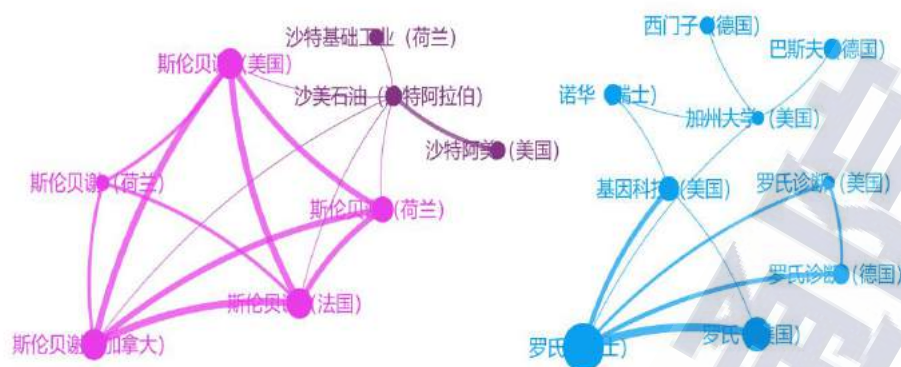 沙特基础工业（荷兰）
斯伦贝谢(美国)
沙美石油（沙特阿拉伯）
沙特阿美(美国)
斯伦贝谢（荷兰）
斯伦贝谢(荷兰)
斯伦贝谢(法国)
斯伦贝谢(加拿大)
西门子(德国)
巴斯夫(德国)
诺华(瑞士)
加州大学(美国)
基因科技(美国)
罗氏诊断(美国)
罗氏诊断(德国)
罗氏(美国)
罗氏(瑞士)